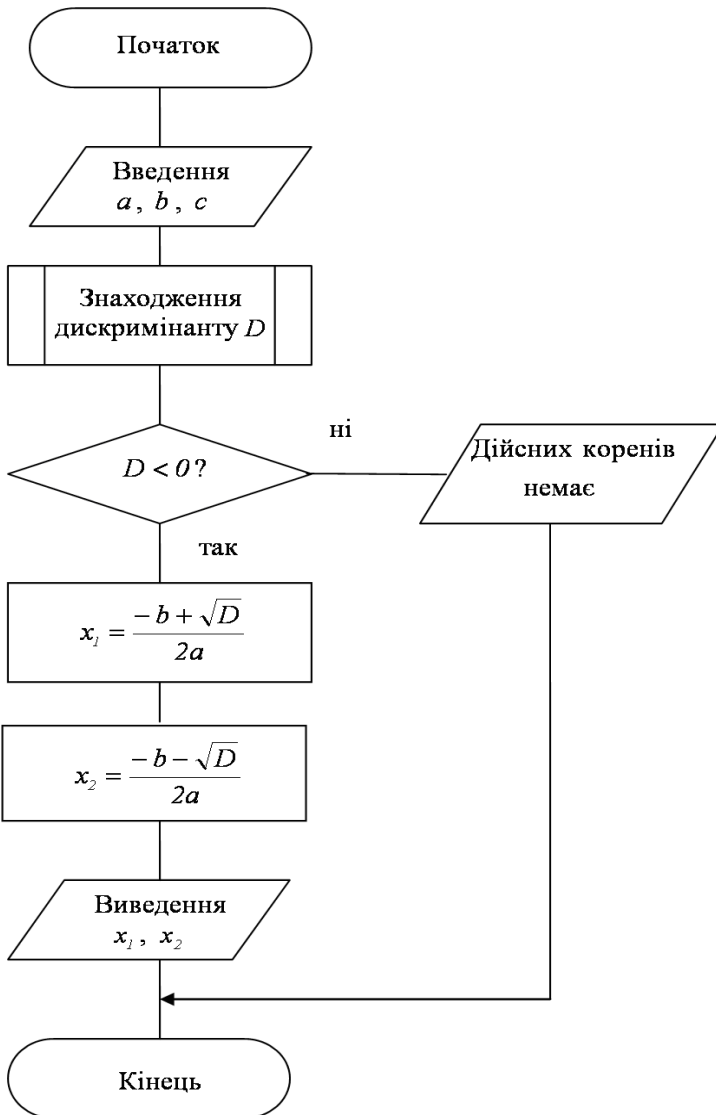 Початок
Введення
a, b, c
Знаходження
дискримінанту D
D < 0?
ні
Дійсних коренів
немає
так
x₁ = (−b + √D) / 2a
x₂ = (−b − √D) / 2a
Виведення
x₁, x₂
Кінець